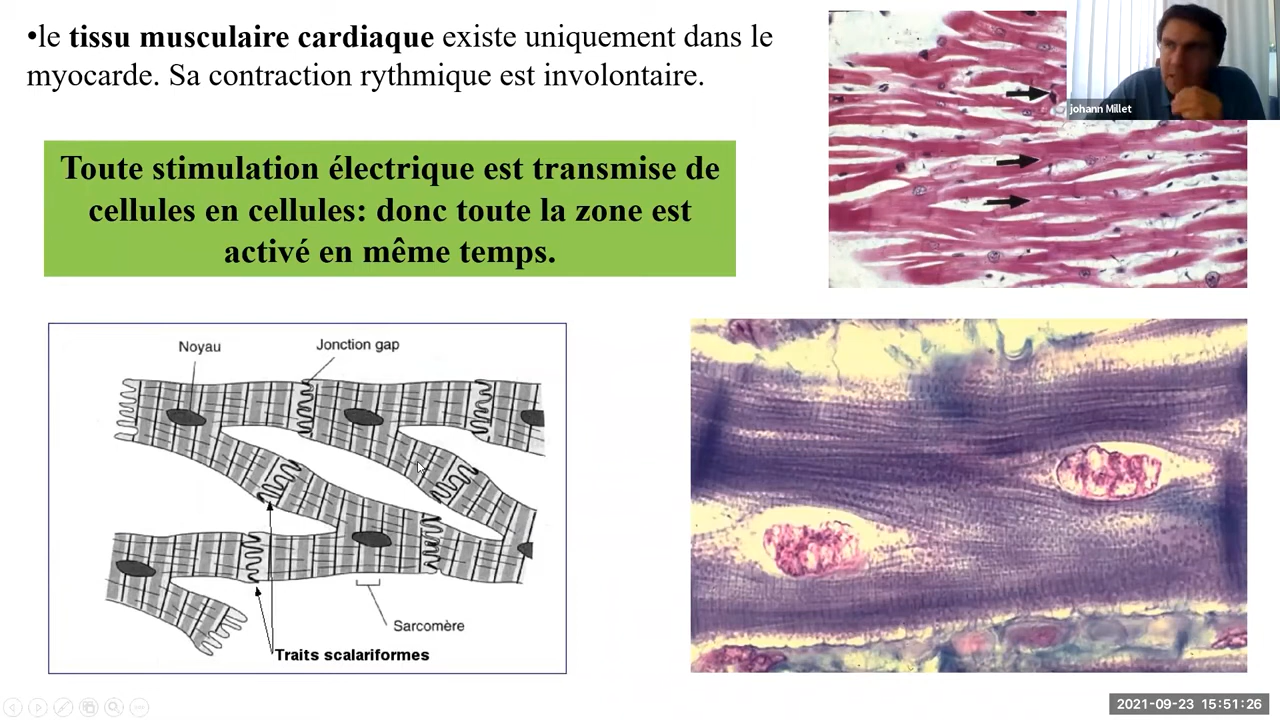 •le tissu musculaire cardiaque existe uniquement dans le
myocarde. Sa contraction rythmique est involontaire.
johann Millet
Toute stimulation électrique est transmise de
cellules en cellules: donc toute la zone est
activé en même temps.
Noyau
Jonction gap
Sarcomère
Traits scalariformes
2021-09-23 15:51:26